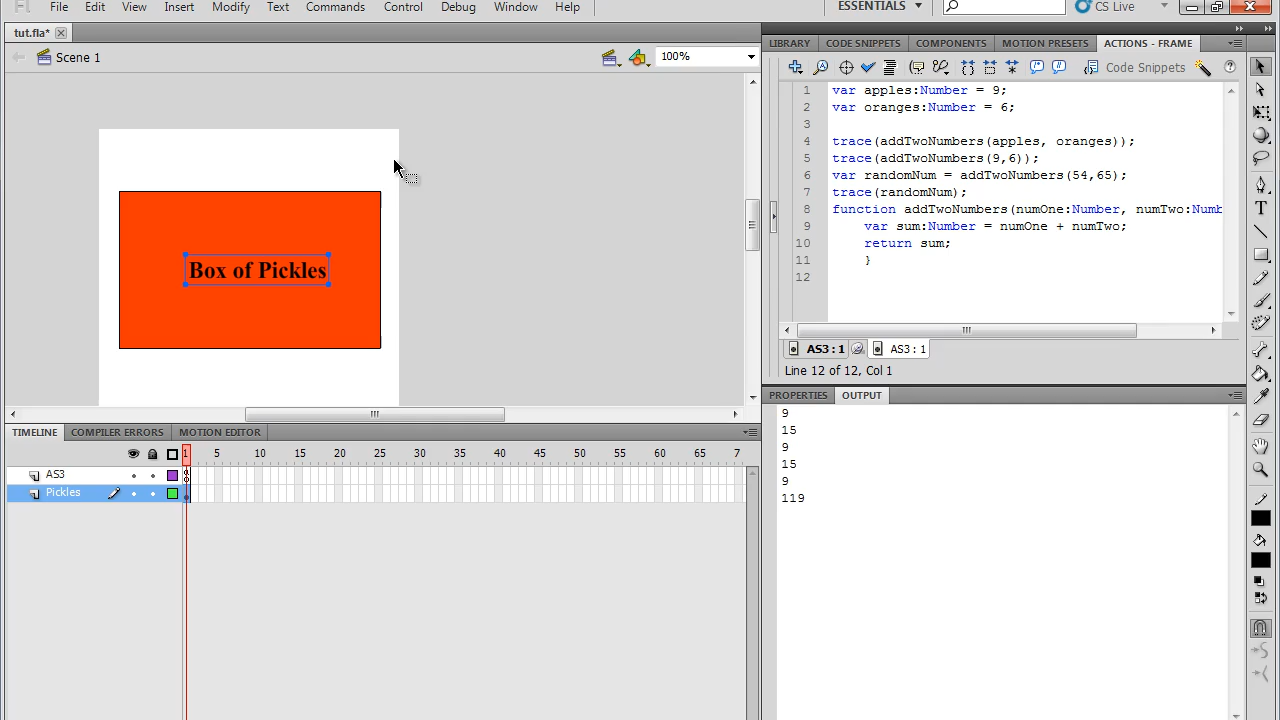 Fl File Edit View Insert Modify Text Commands Control Debug Window Help ESSENTIALS CS Live
tut.fla*
Scene 1 100%
LIBRARY CODE SNIPPETS COMPONENTS MOTION PRESETS ACTIONS - FRAME
Code Snippets
1 var apples:Number = 9;
2 var oranges:Number = 6;
3
4 trace(addTwoNumbers(apples, oranges));
5 trace(addTwoNumbers(9,6));
6 var randomNum = addTwoNumbers(54,65);
7 trace(randomNum);
8 function addTwoNumbers(numOne:Number, numTwo:Numb
9 var sum:Number = numOne + numTwo;
10 return sum;
11 }
12
Box of Pickles
AS3 : 1 AS3 : 1
Line 12 of 12, Col 1
PROPERTIES OUTPUT
9
15
9
15
9
119
TIMELINE COMPILER ERRORS MOTION EDITOR
1 5 10 15 20 25 30 35 40 45 50 55 60 65 7
AS3
Pickles